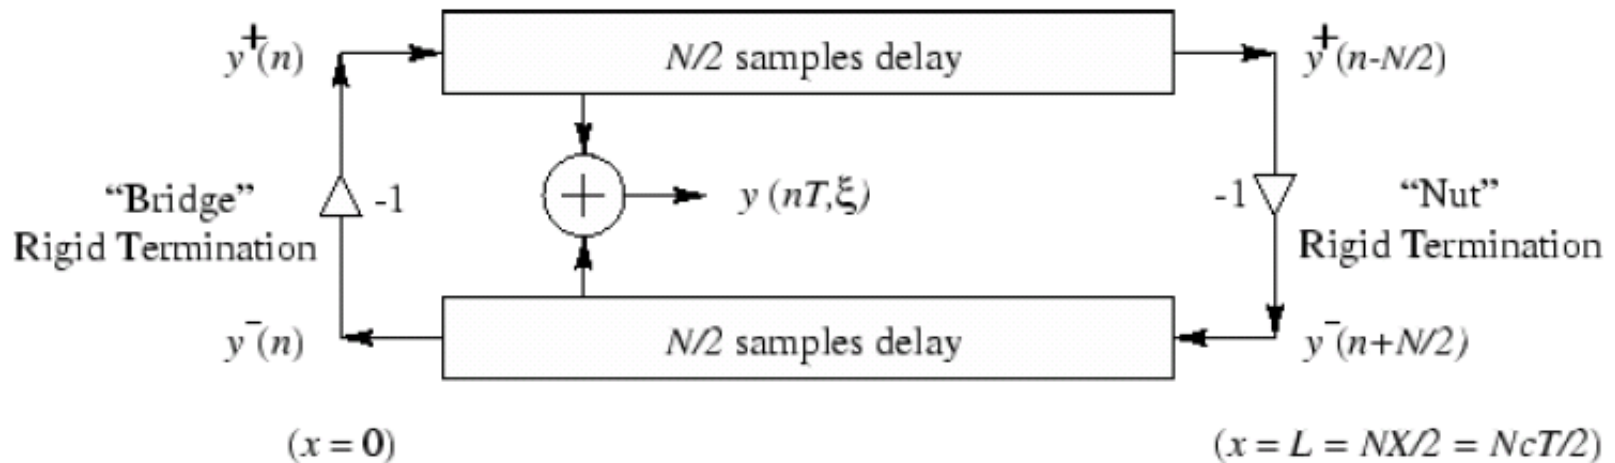 y⁺(n)
N/2 samples delay
y⁺(n-N/2)
“Bridge”
Rigid Termination
-1
+
y (nT,ξ)
-1
“Nut”
Rigid Termination
y⁻(n)
N/2 samples delay
y⁻(n+N/2)
(x = 0)
(x = L = NX/2 = NcT/2)